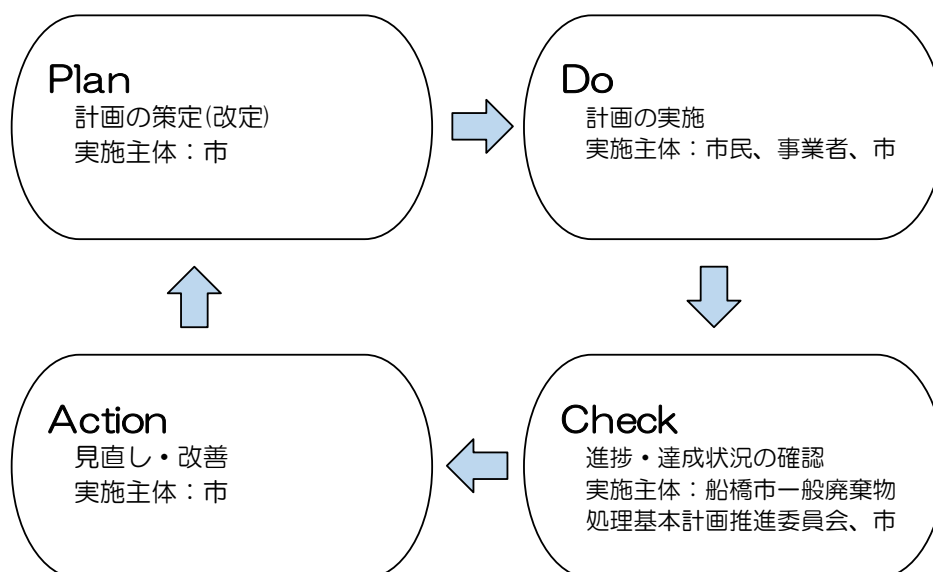 Plan
計画の策定(改定)
実施主体：市
Do
計画の実施
実施主体：市民、事業者、市
Action
見直し・改善
実施主体：市
Check
進捗・達成状況の確認
実施主体：船橋市一般廃棄物
処理基本計画推進委員会、市